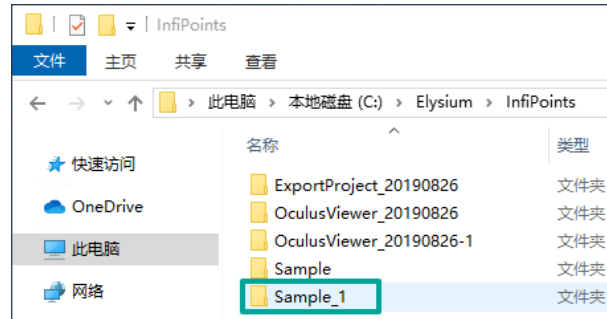 InfiPoints
文件 主页 共享 查看
此电脑 本地磁盘 (C:) Elysium InfiPoints
名称 类型
快速访问
OneDrive
此电脑
网络
ExportProject_20190826 文件夹
OculusViewer_20190826 文件夹
OculusViewer_20190826-1 文件夹
Sample 文件夹
Sample_1 文件夹